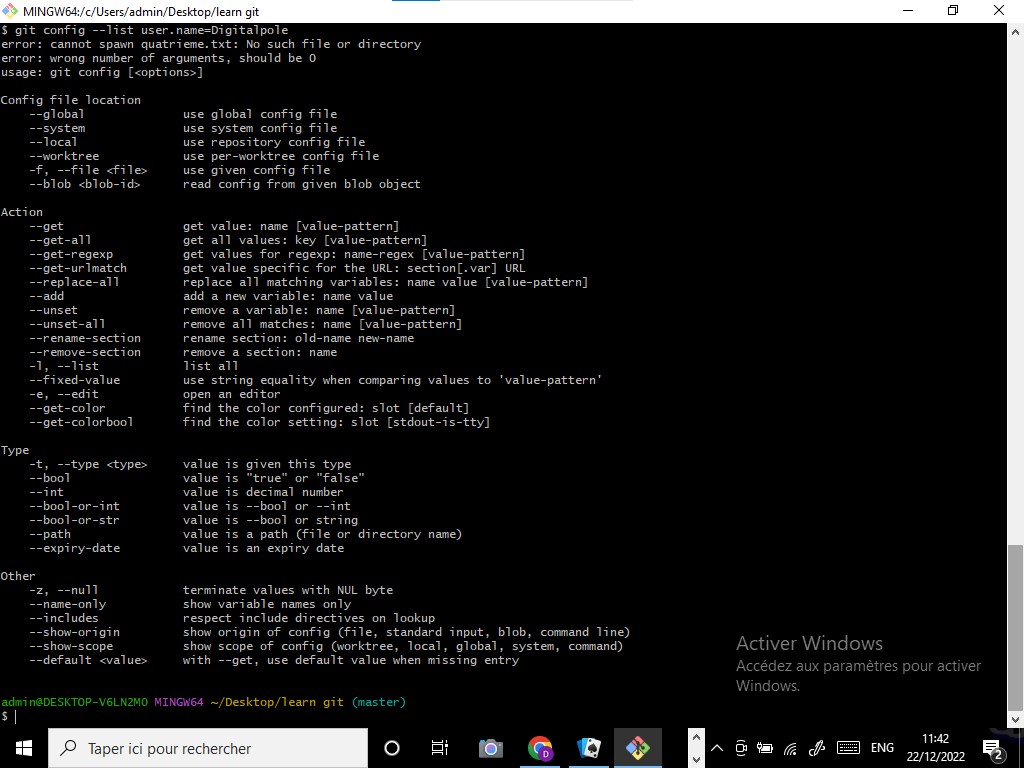 MINGW64:/c/Users/admin/Desktop/learn git
$ git config --list user.name=Digitalpole
error: cannot spawn quatrieme.txt: No such file or directory
error: wrong number of arguments, should be 0
usage: git config [<options>]
Config file location
--global use global config file
--system use system config file
--local use repository config file
--worktree use per-worktree config file
-f, --file <file> use given config file
--blob <blob-id> read config from given blob object
Action
--get get value: name [value-pattern]
--get-all get all values: key [value-pattern]
--get-regexp get values for regexp: name-regex [value-pattern]
--get-urlmatch get value specific for the URL: section[.var] URL
--replace-all replace all matching variables: name value [value-pattern]
--add add a new variable: name value
--unset remove a variable: name [value-pattern]
--unset-all remove all matches: name [value-pattern]
--rename-section rename section: old-name new-name
--remove-section remove a section: name
-l, --list list all
--fixed-value use string equality when comparing values to 'value-pattern'
-e, --edit open an editor
--get-color find the color configured: slot [default]
--get-colorbool find the color setting: slot [stdout-is-tty]
Type
-t, --type <type> value is given this type
--bool value is "true" or "false"
--int value is decimal number
--bool-or-int value is --bool or --int
--bool-or-str value is --bool or string
--path value is a path (file or directory name)
--expiry-date value is an expiry date
Other
-z, --null terminate values with NUL byte
--name-only show variable names only
--includes respect include directives on lookup
--show-origin show origin of config (file, standard input, blob, command line)
--show-scope show scope of config (worktree, local, global, system, command)
--default <value> with --get, use default value when missing entry
Activer Windows
Accédez aux paramètres pour activer
Windows.
admin@DESKTOP-V6LN2MO MINGW64 ~/Desktop/learn git (master)
$
Taper ici pour rechercher
D
ENG
11:42
22/12/2022
2